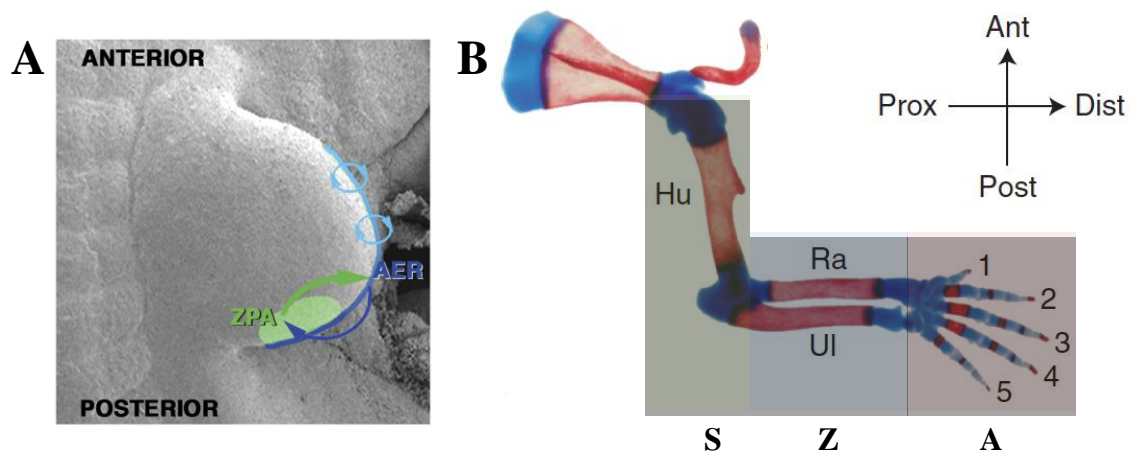 A
ANTERIOR
AER
ZPA
POSTERIOR
B
Ant
Prox
Dist
Post
Hu
Ra
Ul
1
2
3
4
5
S
Z
A